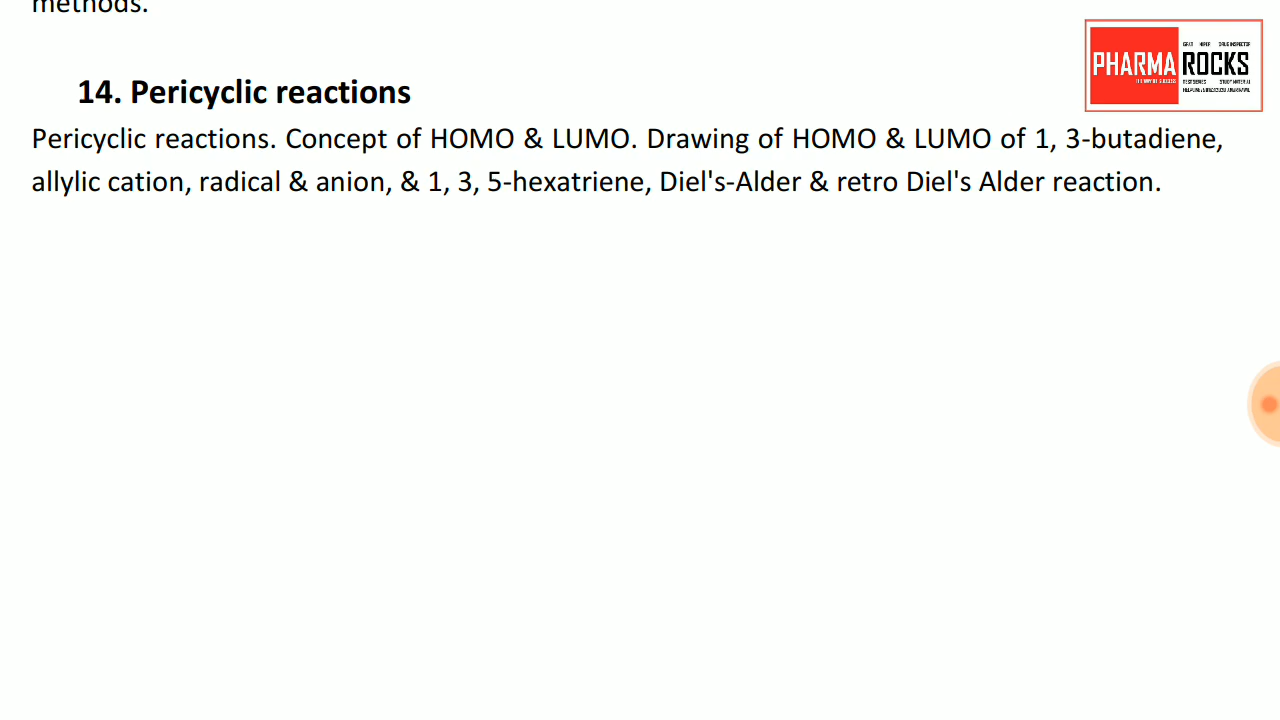 methods.
PHARMA ROCKS
14. Pericyclic reactions
Pericyclic reactions. Concept of HOMO & LUMO. Drawing of HOMO & LUMO of 1, 3-butadiene,
allylic cation, radical & anion, & 1, 3, 5-hexatriene, Diel's-Alder & retro Diel's Alder reaction.